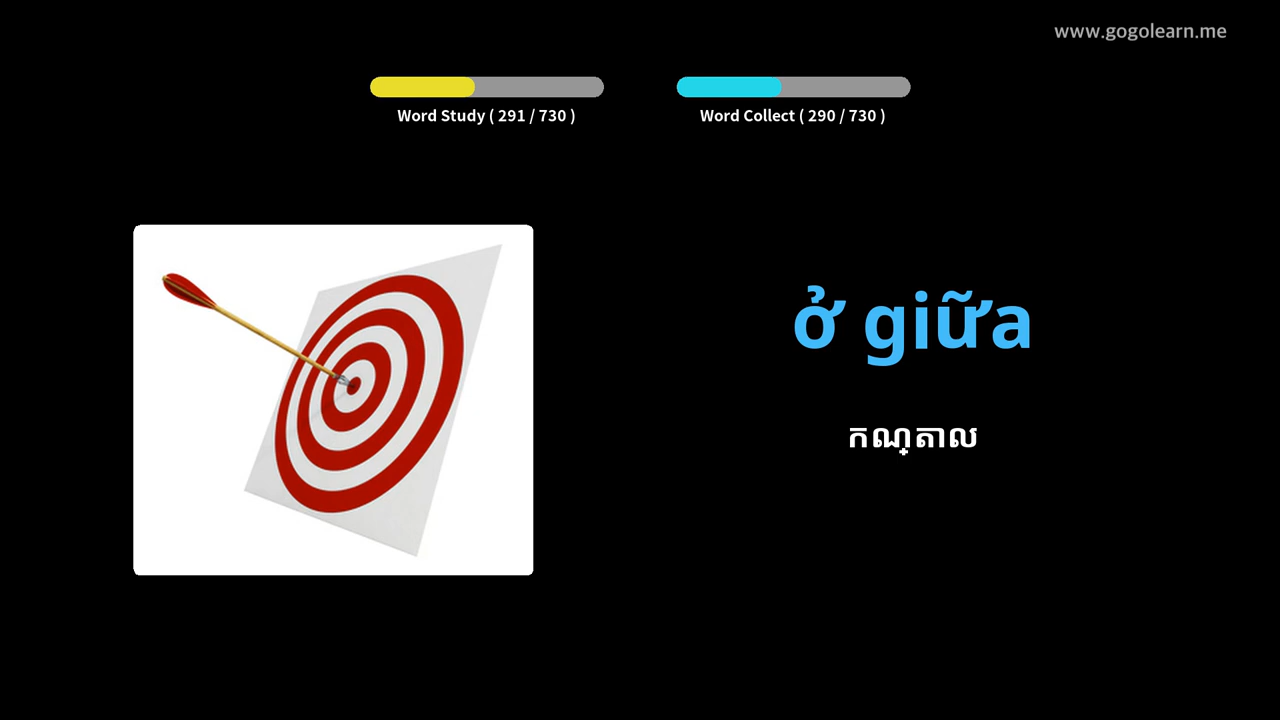 www.gogolearn.me
Word Study ( 291 / 730 )
Word Collect ( 290 / 730 )
ở giữa
កណ្តាល